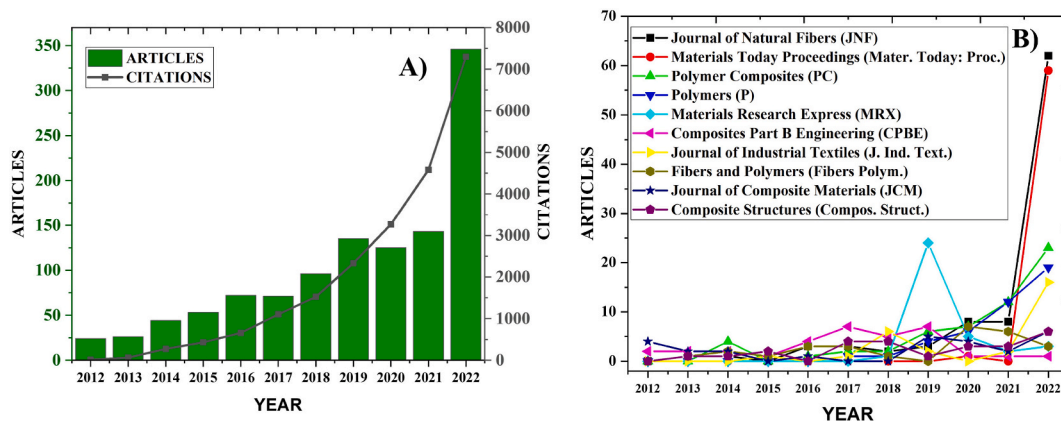 A)
ARTICLES
CITATIONS
350
300
250
200
150
100
50
0
ARTICLES
8000
7000
6000
5000
4000
3000
2000
1000
0
CITATIONS
2012 2013 2014 2015 2016 2017 2018 2019 2020 2021 2022
YEAR
B)
Journal of Natural Fibers (JNF)
Materials Today Proceedings (Mater. Today: Proc.)
Polymer Composites (PC)
Polymers (P)
Materials Research Express (MRX)
Composites Part B Engineering (CPBE)
Journal of Industrial Textiles (J. Ind. Text.)
Fibers and Polymers (Fibers Polym.)
Journal of Composite Materials (JCM)
Composite Structures (Compos. Struct.)
70
60
50
40
30
20
10
0
ARTICLES
2012 2013 2014 2015 2016 2017 2018 2019 2020 2021 2022
YEAR